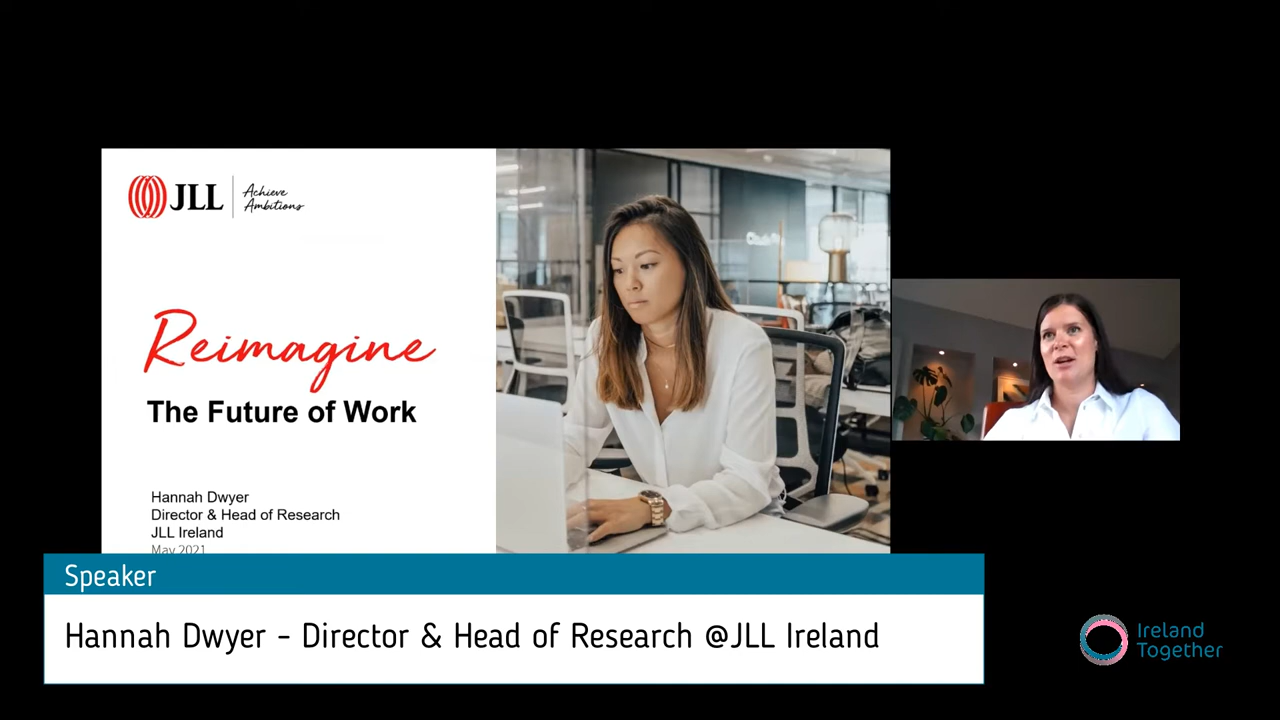 JLL
Achieve
Ambitions
Reimagine
The Future of Work
Hannah Dwyer
Director & Head of Research
JLL Ireland
May 2021
Speaker
Hannah Dwyer - Director & Head of Research @JLL Ireland
Ireland
Together